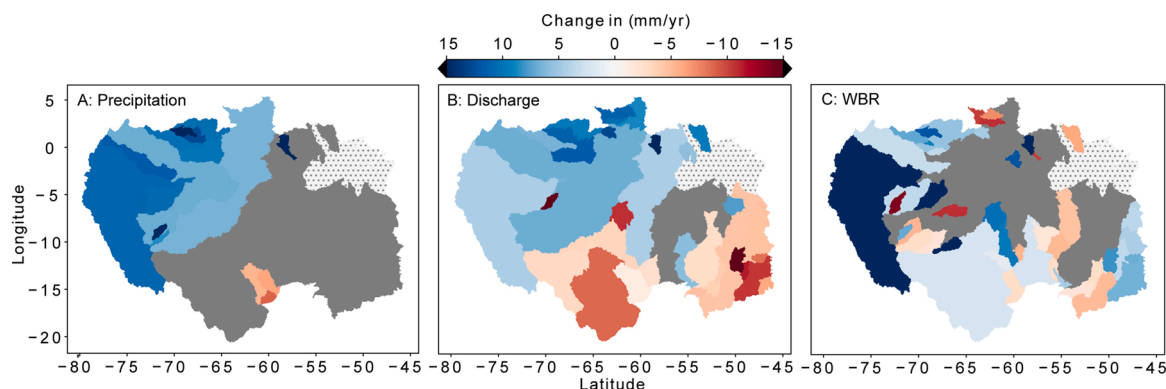 Change in (mm/yr)
15 10 5 0 −5 −10 −15
A: Precipitation
B: Discharge
C: WBR
5
0
−5
−10
−15
−20
Longitude
−80 −75 −70 −65 −60 −55 −50 −45
−80 −75 −70 −65 −60 −55 −50 −45
−80 −75 −70 −65 −60 −55 −50 −45
Latitude